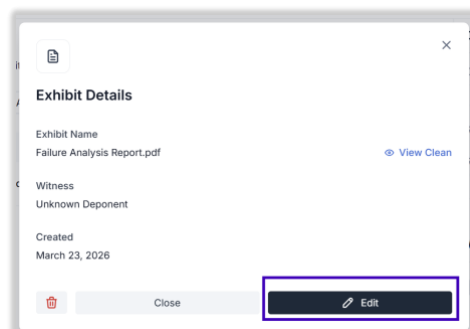 Exhibit Details
Exhibit Name
Failure Analysis Report.pdf
View Clean
Witness
Unknown Deponent
Created
March 23, 2026
Close
Edit